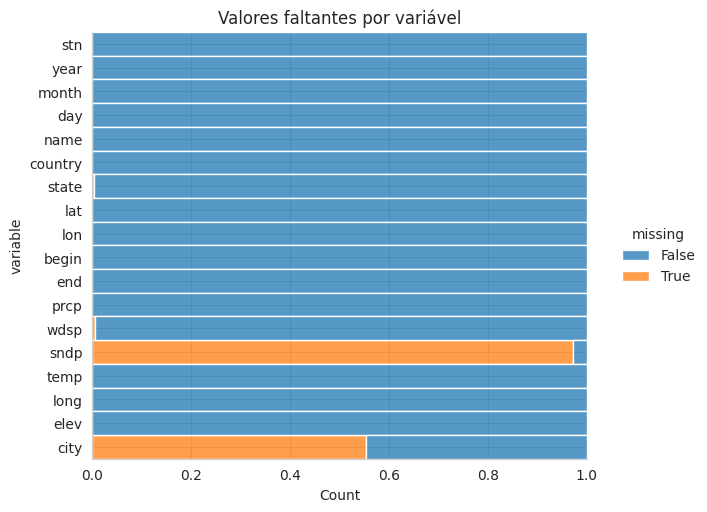 Valores faltantes por variável
stn
year
month
day
name
country
state
lat
lon
begin
end
prcp
wdsp
sndp
temp
long
elev
city
variable
0.0 0.2 0.4 0.6 0.8 1.0
Count
missing
False
True